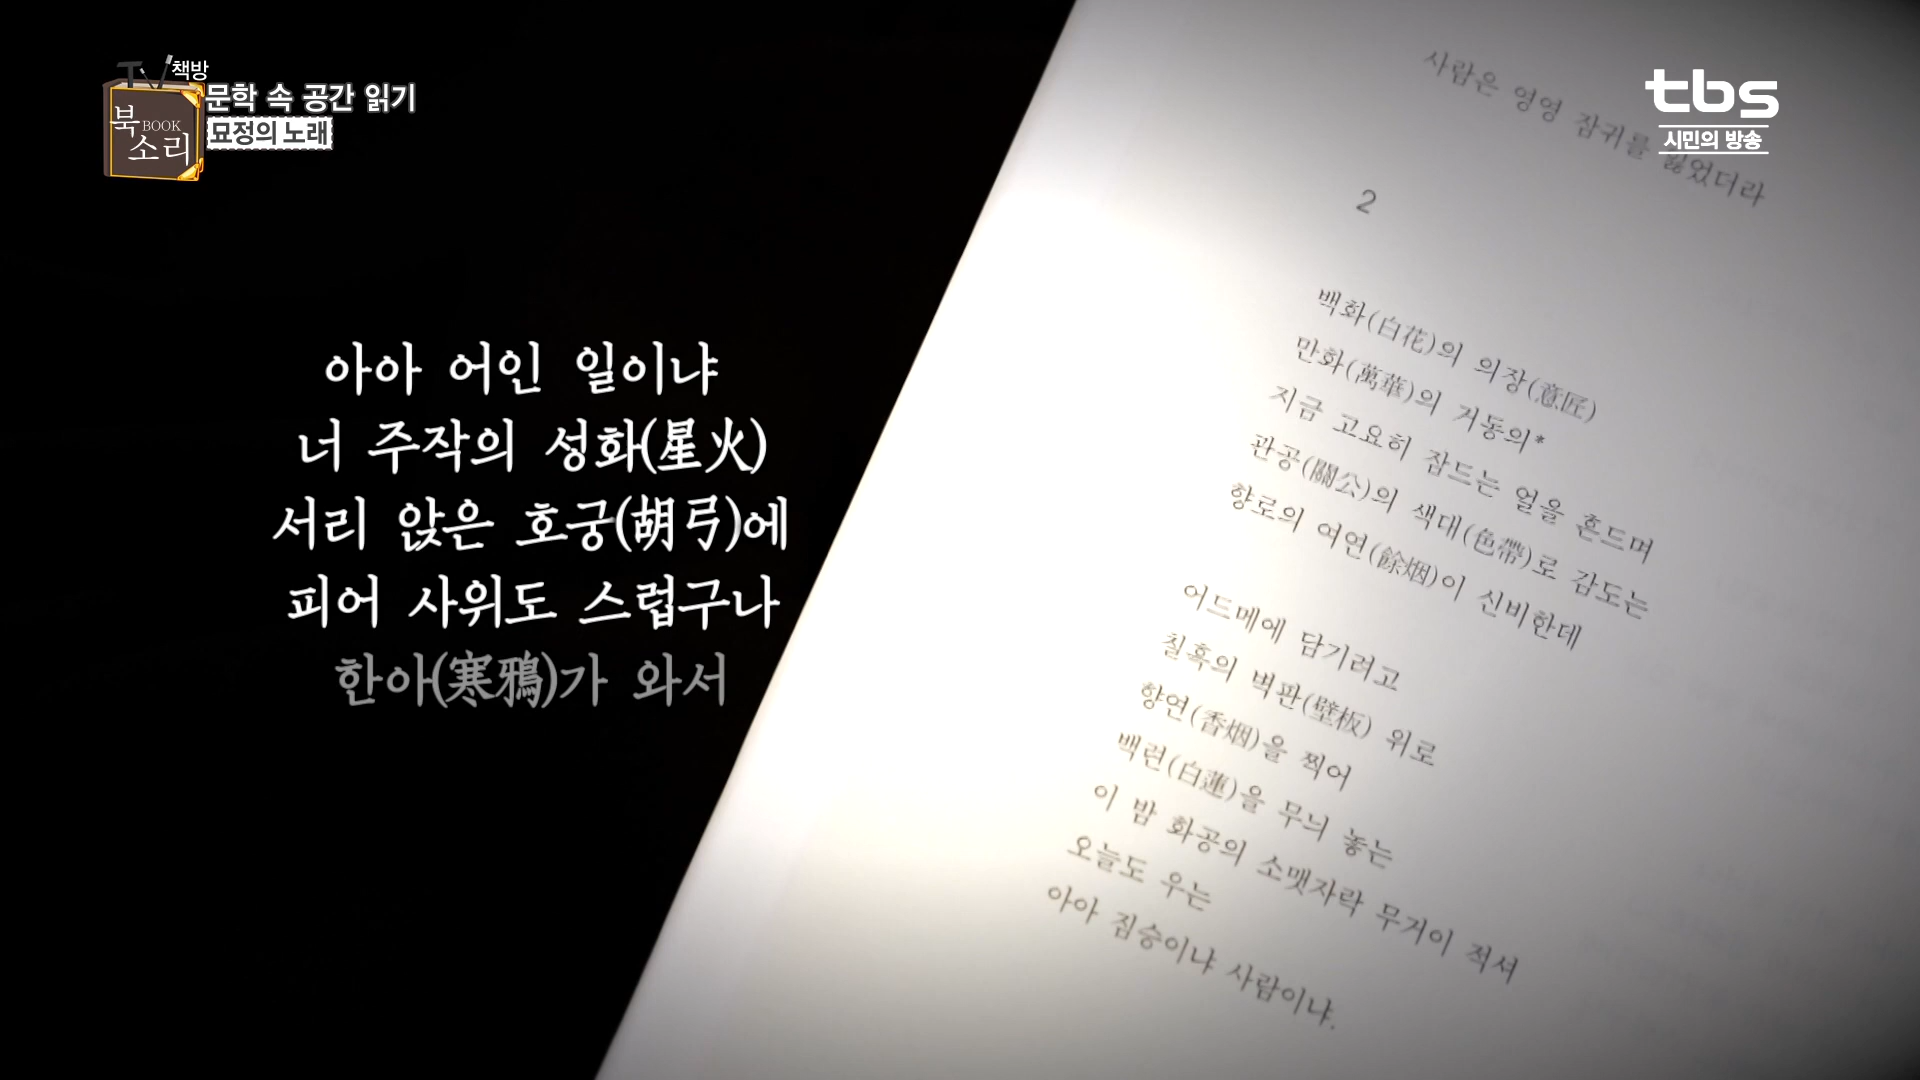 TV책방
북 BOOK 소리
문학 속 공간 읽기
묘정의 노래
tbs
시민의 방송
아아 어인 일이냐
너 주작의 성화(星火)
서리 앉은 호궁(胡弓)에
피어 사위도 스럽구나
한아(寒鴉)가 와서
사람은 영영 잠귀를 잃었더라
2
백화(白花)의 의장(意匠)
만화(萬華)의 거동의*
지금 고요히 잠드는 얼을 흔드며
관공(關公)의 색대(色帶)로 감도는
향로의 여연(餘烟)이 신비한데
어드메에 담기려고
칠흑의 벽판(壁板) 위로
향연(香烟)을 찍어
백련(白蓮)을 무늬 놓는
이 밤 화공의 소맷자락 무거이 적셔
오늘도 우는
아아 짐승이냐 사람이냐.